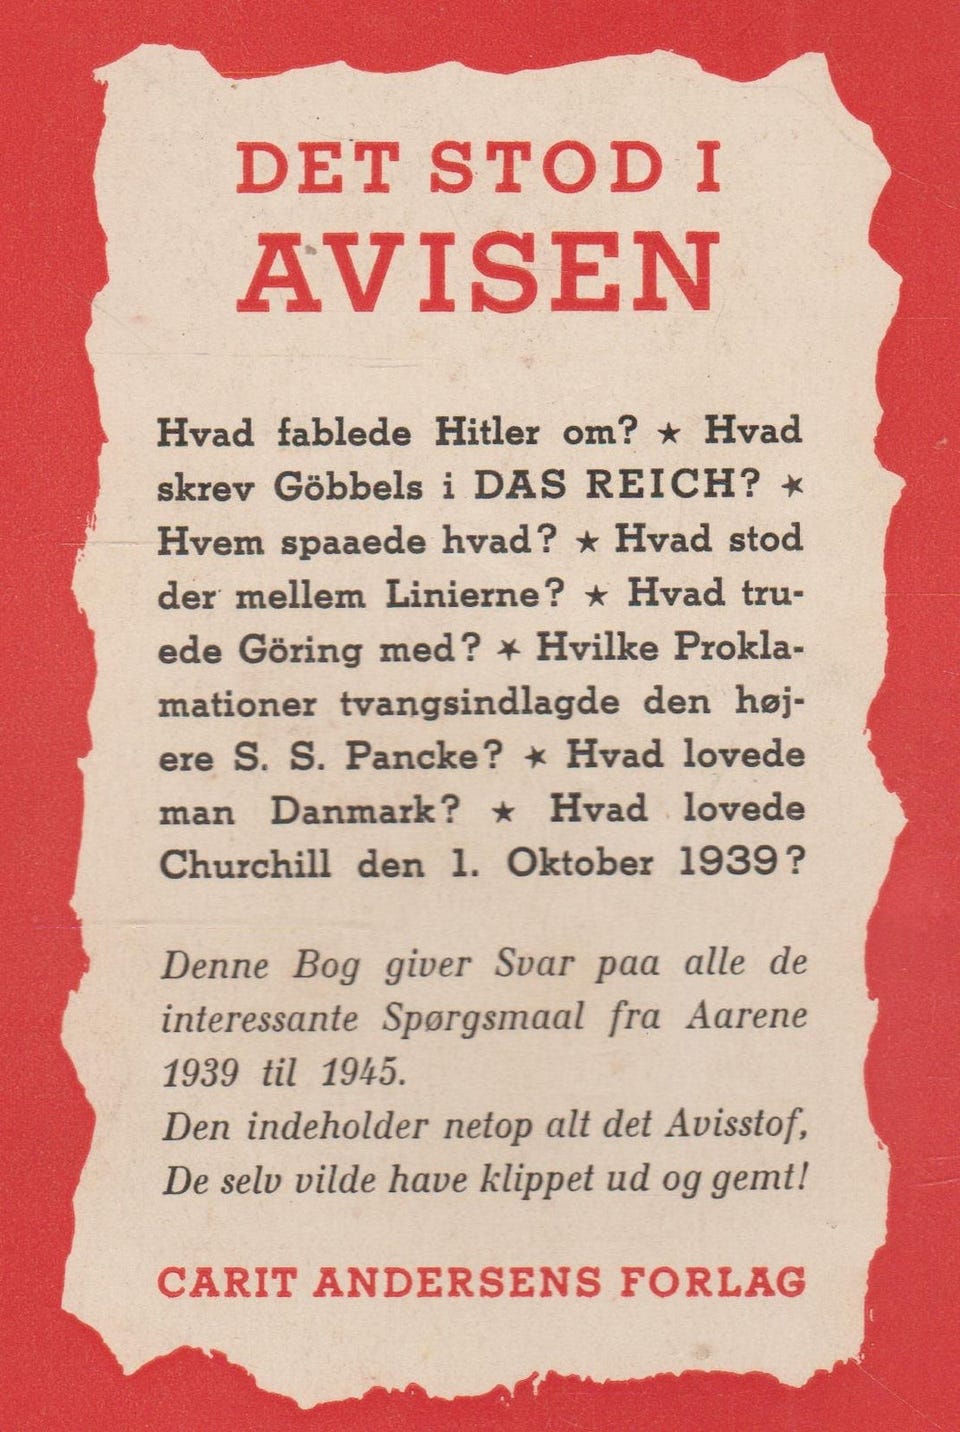 DET STOD I
AVISEN
Hvad fablede Hitler om? ★ Hvad
skrev Göbbels i DAS REICH? ★
Hvem spaaede hvad? ★ Hvad stod
der mellem Linierne? ★ Hvad tru-
ede Göring med? ★ Hvilke Prokla-
mationer tvangsindlagde den høj-
ere S. S. Pancke? ★ Hvad lovede
man Danmark? ★ Hvad lovede
Churchill den 1. Oktober 1939?
Denne Bog giver Svar paa alle de
interessante Spørgsmaal fra Aarene
1939 til 1945.
Den indeholder netop alt det Avisstof,
De selv vilde have klippet ud og gemt!
CARIT ANDERSENS FORLAG